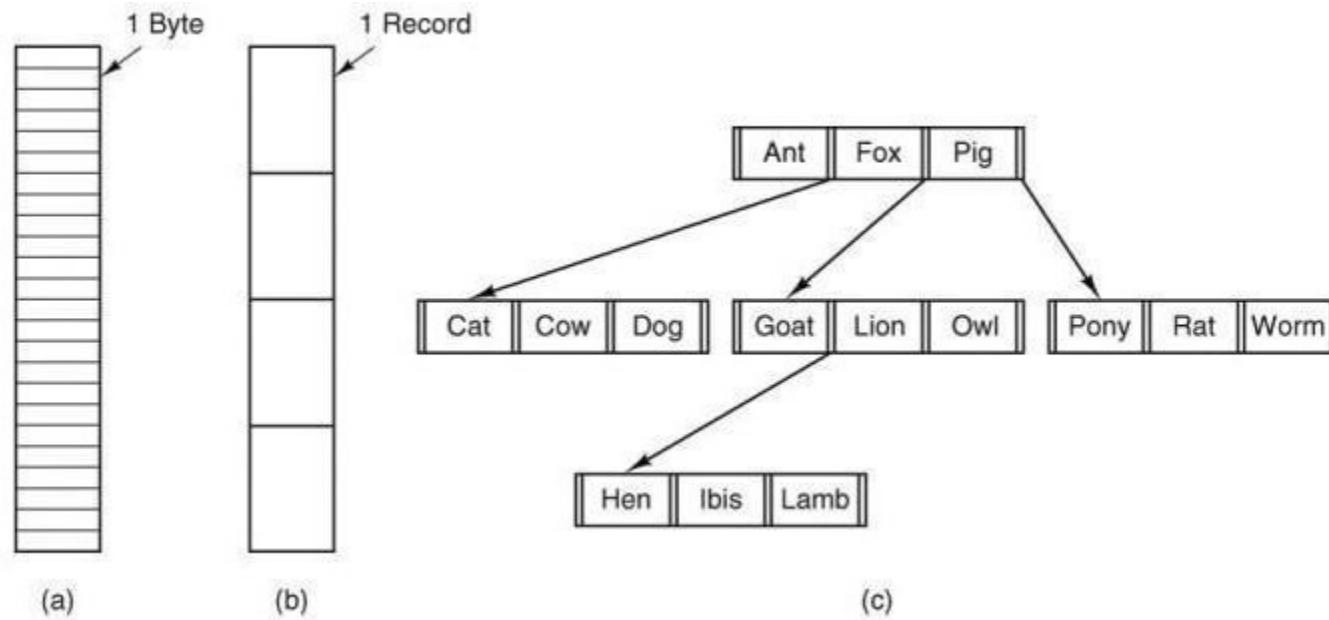 1 Byte
1 Record
Ant Fox Pig
Cat Cow Dog
Goat Lion Owl
Pony Rat Worm
Hen Ibis Lamb
(a)
(b)
(c)